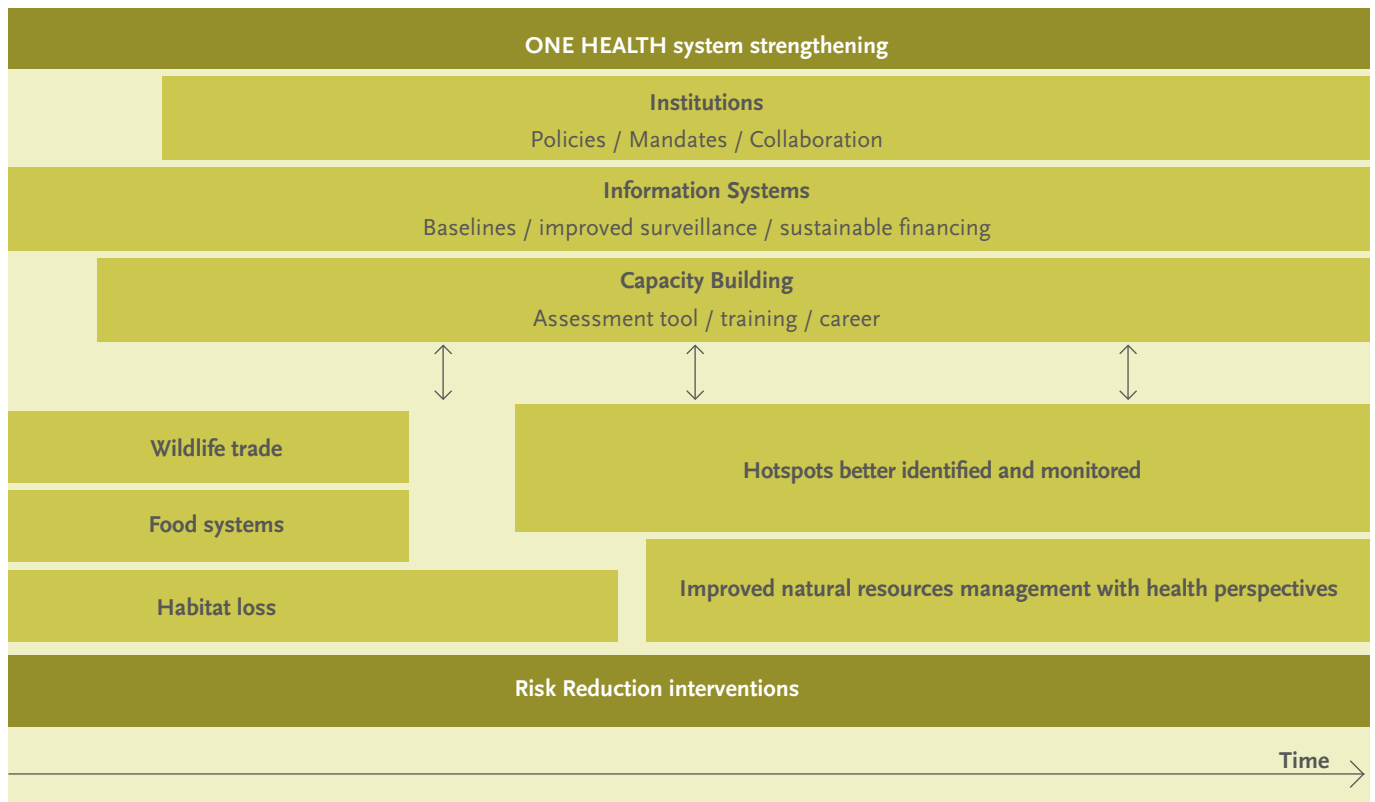 ONE HEALTH system strengthening
Institutions
Policies / Mandates / Collaboration
Information Systems
Baselines / improved surveillance / sustainable financing
Capacity Building
Assessment tool / training / career
Wildlife trade
Food systems
Habitat loss
Hotspots better identified and monitored
Improved natural resources management with health perspectives
Risk Reduction interventions
Time